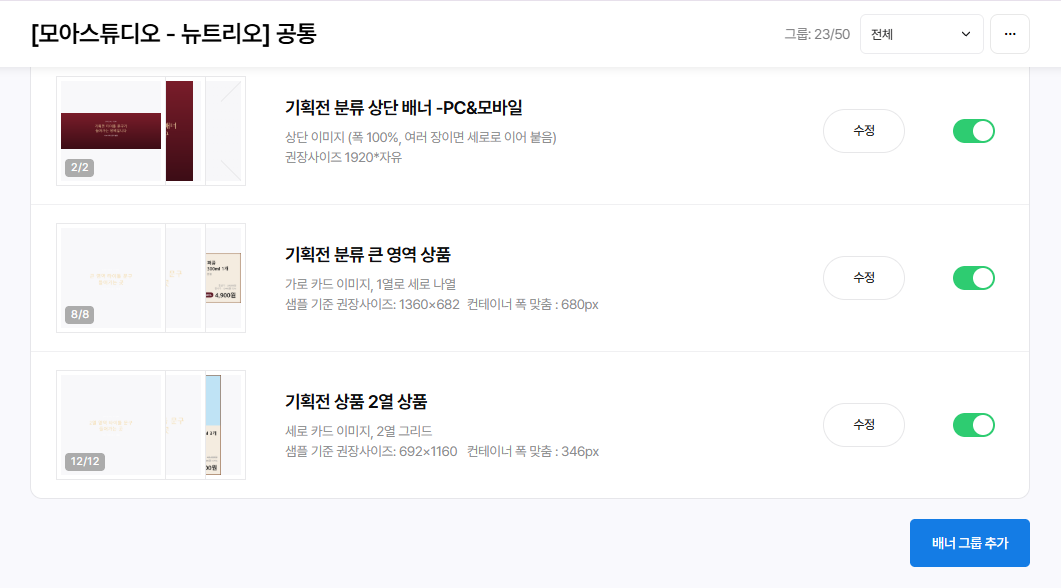 [모아스튜디오 - 뉴트리오] 공통
그룹: 23/50
전체
...
2/2
기획전 분류 상단 배너 -PC&모바일
상단 이미지 (폭 100%, 여러 장이면 세로로 이어 붙음)
권장사이즈 1920*자유
수정
8/8
300ml 1개
4,900원
기획전 분류 큰 영역 상품
가로 카드 이미지, 1열로 세로 나열
샘플 기준 권장사이즈: 1360×682 컨테이너 폭 맞춤 : 680px
수정
12/12
기획전 상품 2열 상품
세로 카드 이미지, 2열 그리드
샘플 기준 권장사이즈: 692×1160 컨테이너 폭 맞춤 : 346px
수정
배너 그룹 추가